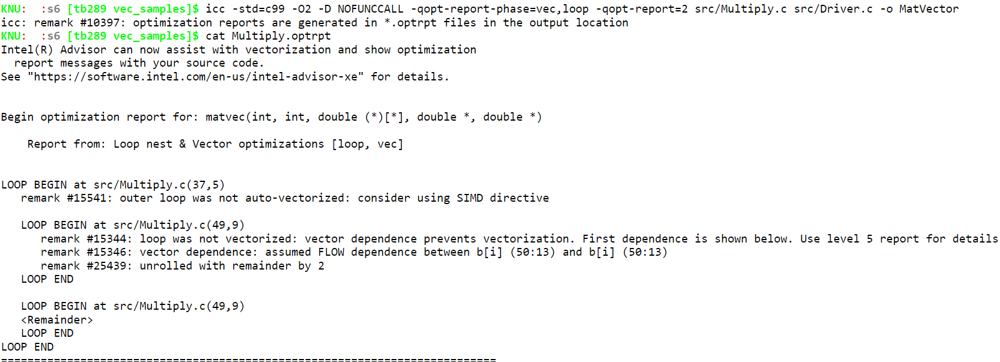 KNU:  :s6 [tb289 vec_samples]$ icc -std=c99 -O2 -D NOFUNCCALL -qopt-report-phase=vec,loop -qopt-report=2 src/Multiply.c src/Driver.c -o MatVector
icc: remark #10397: optimization reports are generated in *.optrpt files in the output location
KNU:  :s6 [tb289 vec_samples]$ cat Multiply.optrpt
Intel(R) Advisor can now assist with vectorization and show optimization
  report messages with your source code.
See "https://software.intel.com/en-us/intel-advisor-xe" for details.
Begin optimization report for: matvec(int, int, double (*)[*], double *, double *)
    Report from: Loop nest & Vector optimizations [loop, vec]
LOOP BEGIN at src/Multiply.c(37,5)
   remark #15541: outer loop was not auto-vectorized: consider using SIMD directive
   LOOP BEGIN at src/Multiply.c(49,9)
      remark #15344: loop was not vectorized: vector dependence prevents vectorization. First dependence is shown below. Use level 5 report for details
      remark #15346: vector dependence: assumed FLOW dependence between b[i] (50:13) and b[i] (50:13)
      remark #25439: unrolled with remainder by 2
   LOOP END
   LOOP BEGIN at src/Multiply.c(49,9)
   <Remainder>
   LOOP END
LOOP END
===========================================================================